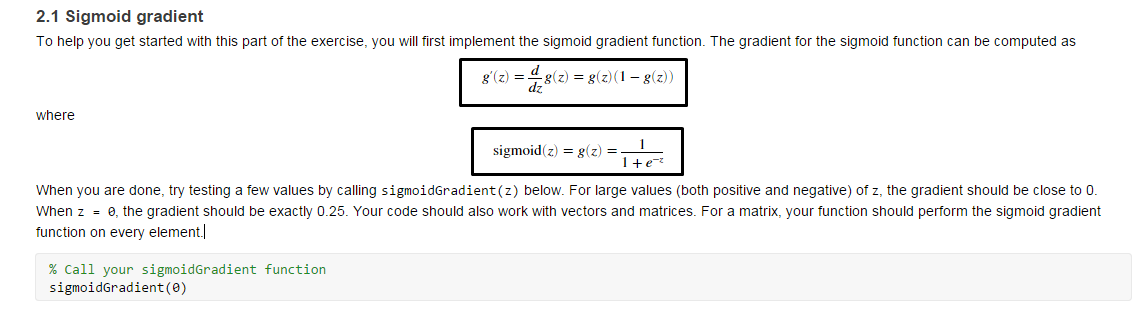 2.1 Sigmoid gradient
To help you get started with this part of the exercise, you will first implement the sigmoid gradient function. The gradient for the sigmoid function can be computed as
g'(z) = d/dz g(z) = g(z)(1 − g(z))
where
sigmoid(z) = g(z) = 1/(1 + e^−z)
When you are done, try testing a few values by calling sigmoidGradient(z) below. For large values (both positive and negative) of z, the gradient should be close to 0.
When z = 0, the gradient should be exactly 0.25. Your code should also work with vectors and matrices. For a matrix, your function should perform the sigmoid gradient
function on every element.
% Call your sigmoidGradient function
sigmoidGradient(0)